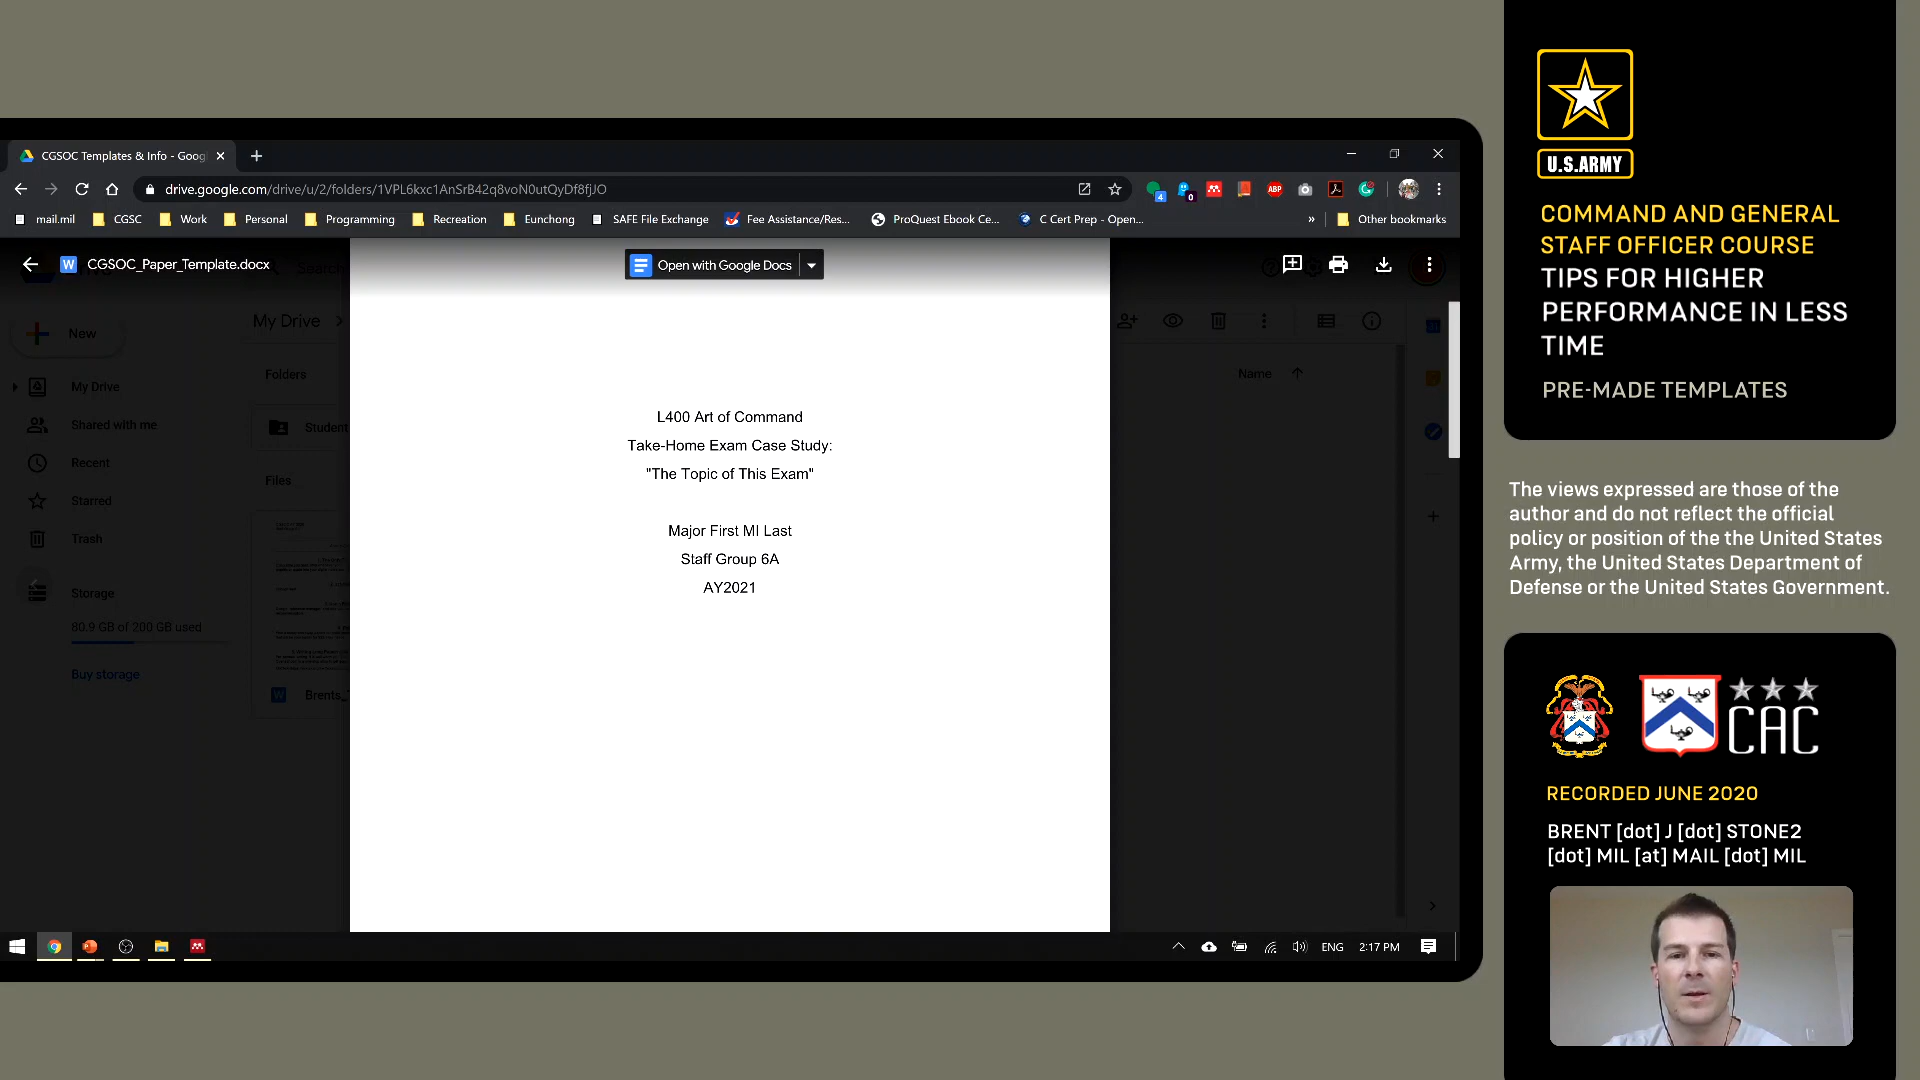 CGSOC Templates & Info - Goog
drive.google.com/drive/u/2/folders/1VPL6kxc1AnSrB42q8voN0utQyDf8fjJO
4
0
ABP
mail.mil
CGSC
Work
Personal
Programming
Recreation
Eunchong
SAFE File Exchange
Fee Assistance/Res...
ProQuest Ebook Ce...
C Cert Prep - Open...
»
Other bookmarks
W
CGSOC_Paper_Template.docx
Open with Google Docs
New
My Drive
My Drive
Shared with me
Recent
Starred
Trash
Storage
80.9 GB of 200 GB used
Buy storage
Folders
Student
Files
W
Brents_
Name
L400 Art of Command
Take-Home Exam Case Study:
"The Topic of This Exam"
Major First MI Last
Staff Group 6A
AY2021
ENG
2:17 PM
U.S.ARMY
COMMAND AND GENERAL
STAFF OFFICER COURSE
TIPS FOR HIGHER
PERFORMANCE IN LESS
TIME
PRE-MADE TEMPLATES
The views expressed are those of the
author and do not reflect the official
policy or position of the the United States
Army, the United States Department of
Defense or the United States Government.
CAC
RECORDED JUNE 2020
BRENT [dot] J [dot] STONE2
[dot] MIL [at] MAIL [dot] MIL